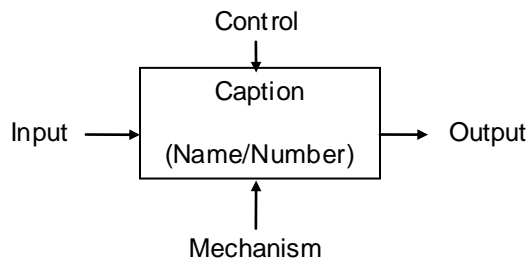 Control
Caption
Input
Output
(Name/Number)
Mechanism